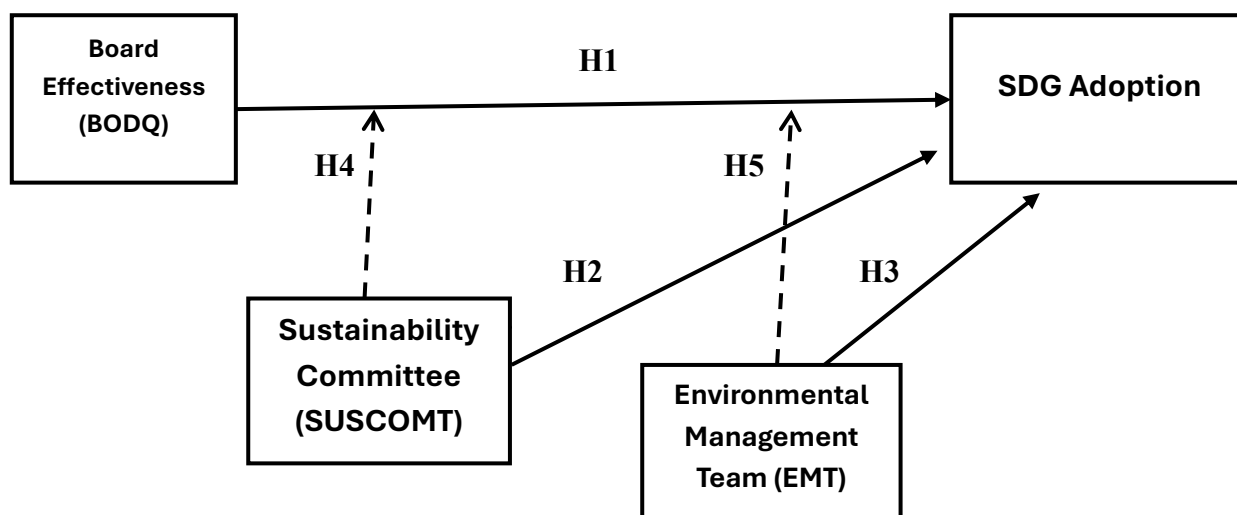 Board
Effectiveness
(BODQ)
H1
SDG Adoption
H4
H5
H2
H3
Sustainability
Committee
(SUSCOMT)
Environmental
Management
Team (EMT)